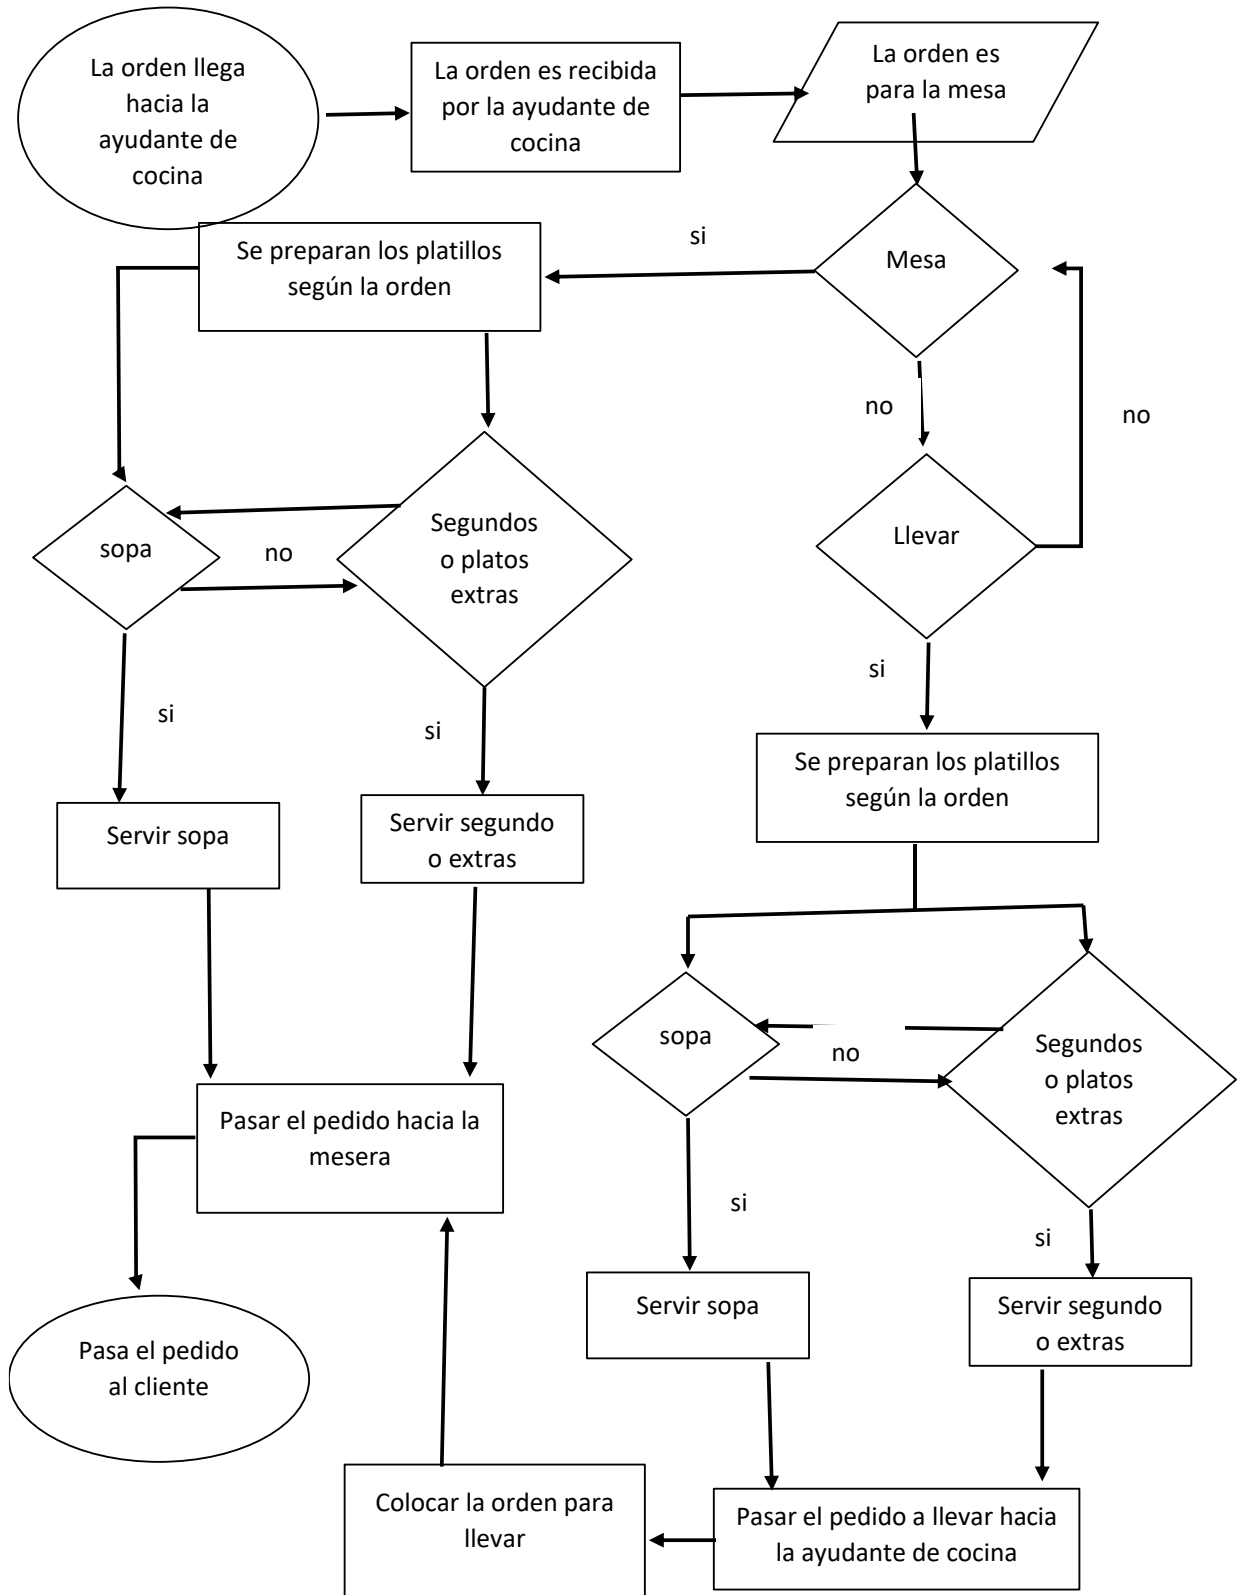 La orden llega
hacia la
ayudante de
cocina
La orden es recibida
por la ayudante de
cocina
La orden es
para la mesa
Mesa
si
Se preparan los platillos
según la orden
no
no
Llevar
Segundos
o platos
extras
sopa
no
si
si
si
Se preparan los platillos
según la orden
Servir sopa
Servir segundo
o extras
sopa
no
Segundos
o platos
extras
Pasar el pedido hacia la
mesera
si
si
Servir sopa
Servir segundo
o extras
Pasa el pedido
al cliente
Colocar la orden para
llevar
Pasar el pedido a llevar hacia
la ayudante de cocina